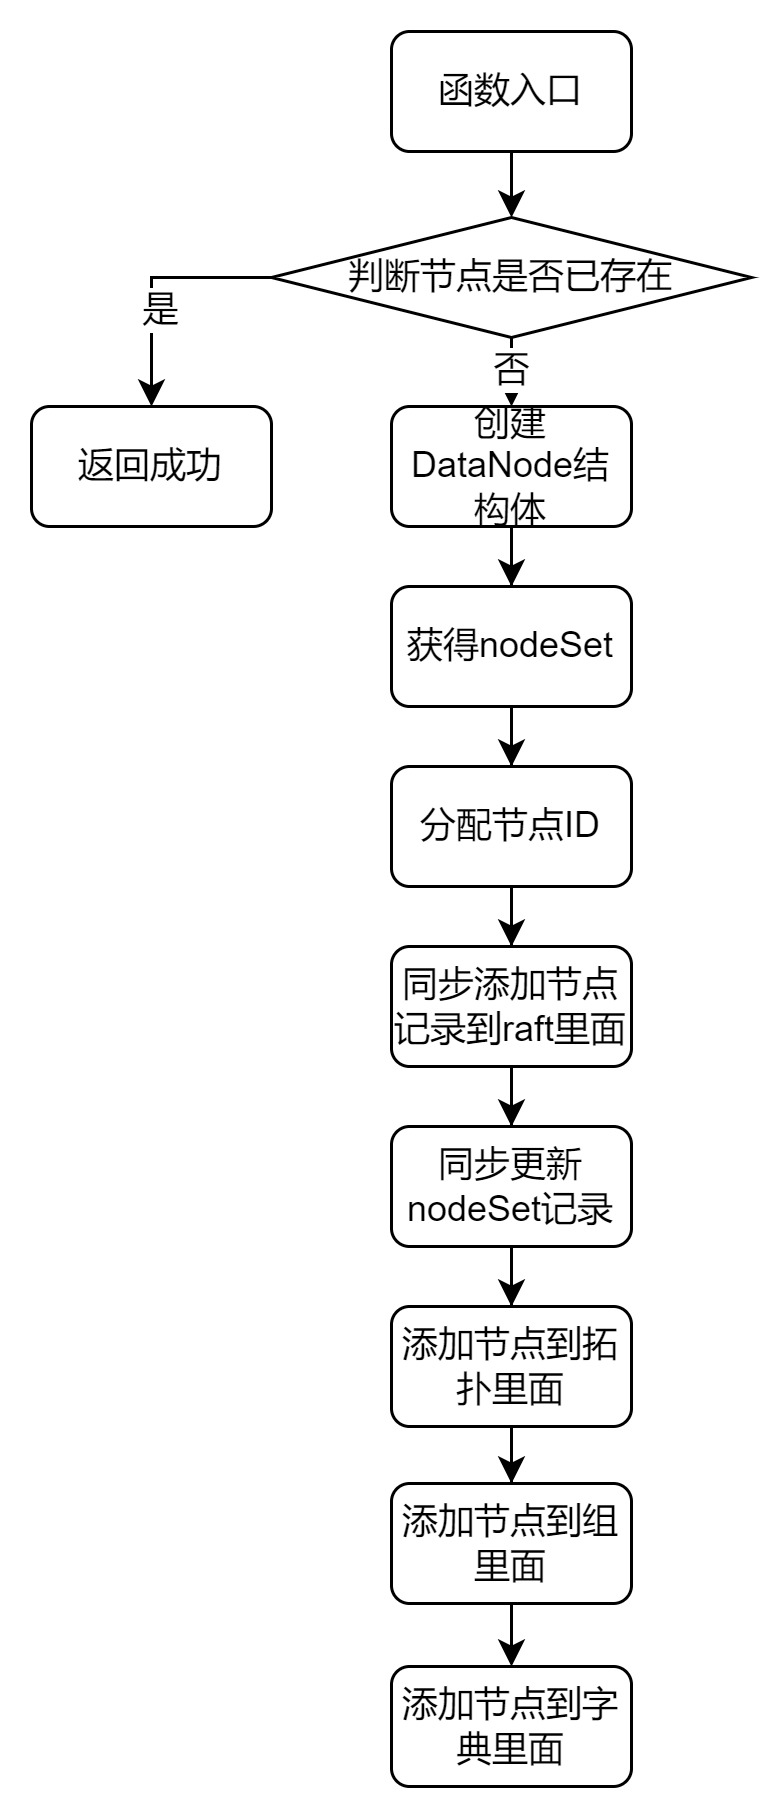 函数入口
判断节点是否已存在
是
否
返回成功
创建
DataNode结
构体
获得nodeSet
分配节点ID
同步添加节点
记录到raft里面
同步更新
nodeSet记录
添加节点到拓
扑里面
添加节点到组
里面
添加节点到字
典里面